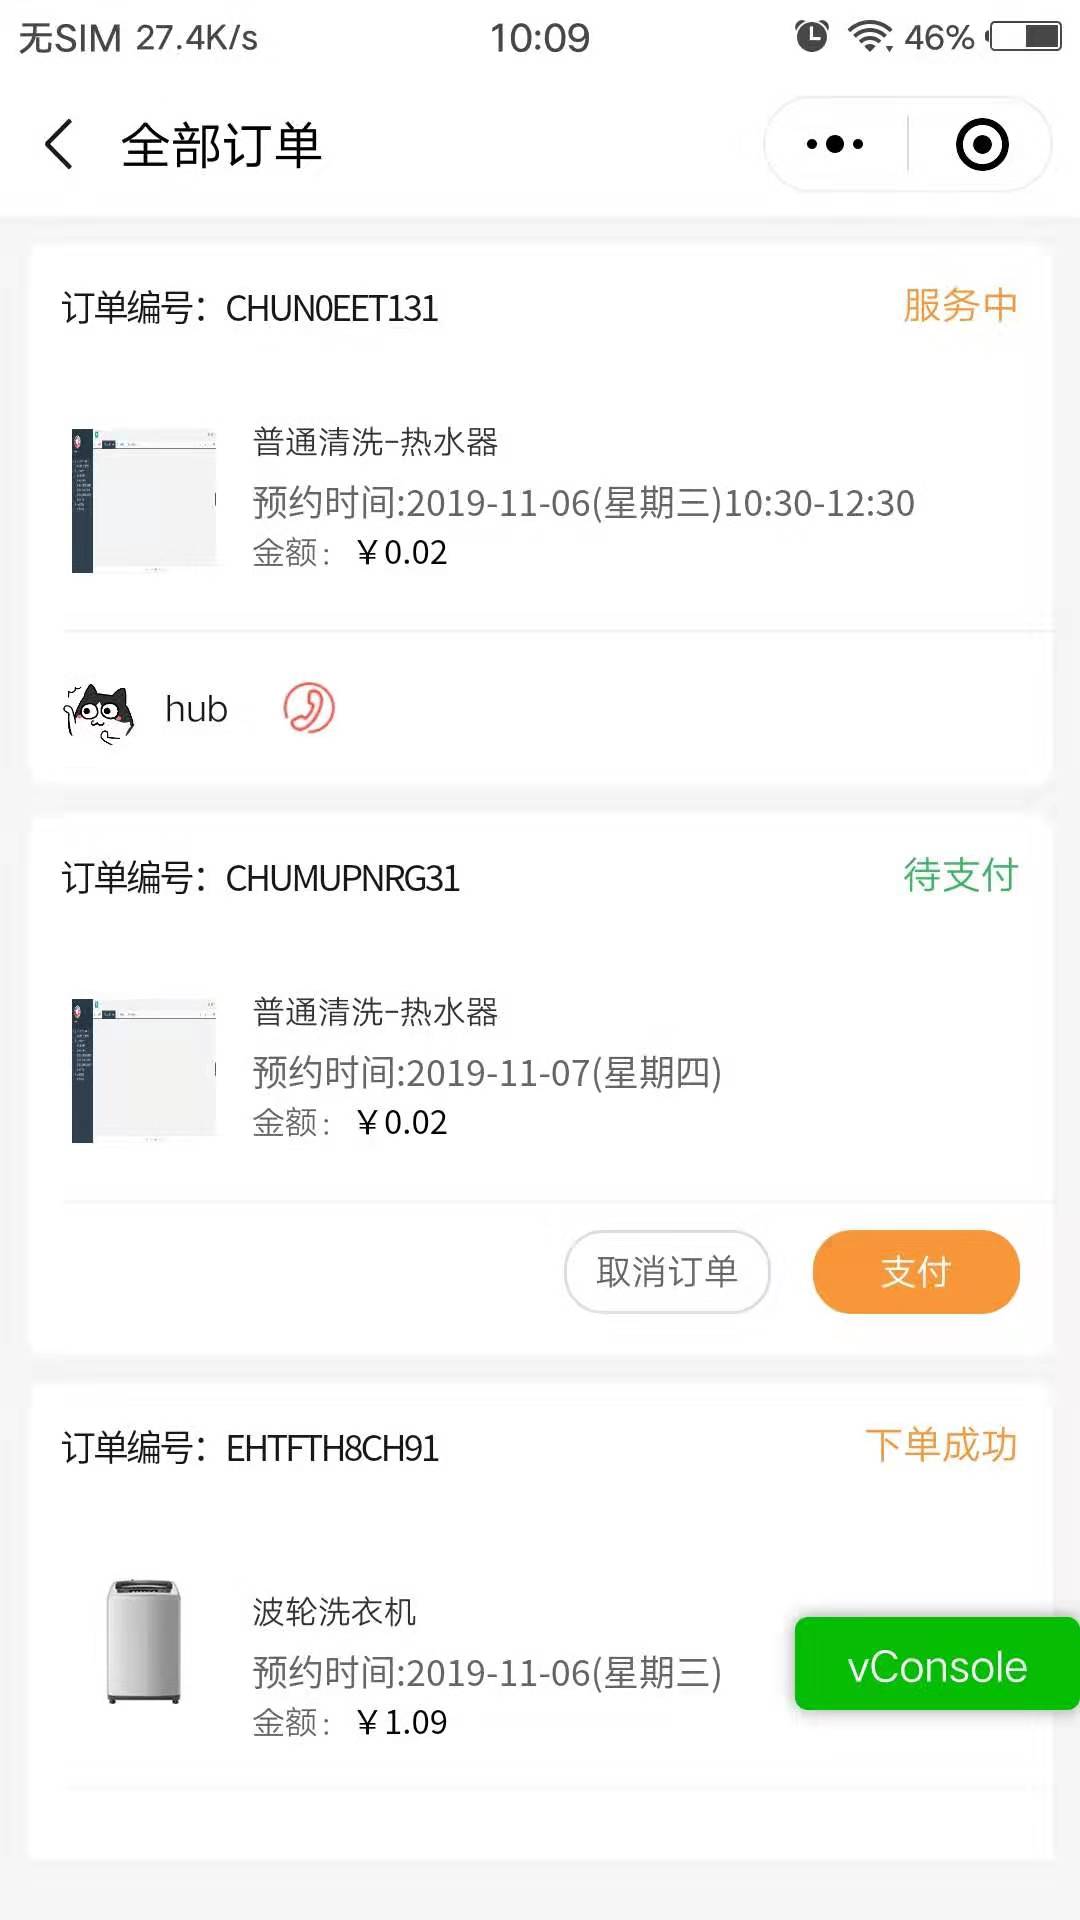 无SIM 27.4K/s 10:09 46%
全部订单
订单编号：CHUN0EET131 服务中
普通清洗-热水器
预约时间:2019-11-06(星期三)10:30-12:30
金额： ￥0.02
hub
订单编号：CHUMUPNRG31 待支付
普通清洗-热水器
预约时间:2019-11-07(星期四)
金额： ￥0.02
取消订单 支付
订单编号：EHTFTH8CH91 下单成功
波轮洗衣机
预约时间:2019-11-06(星期三)
金额： ￥1.09
vConsole